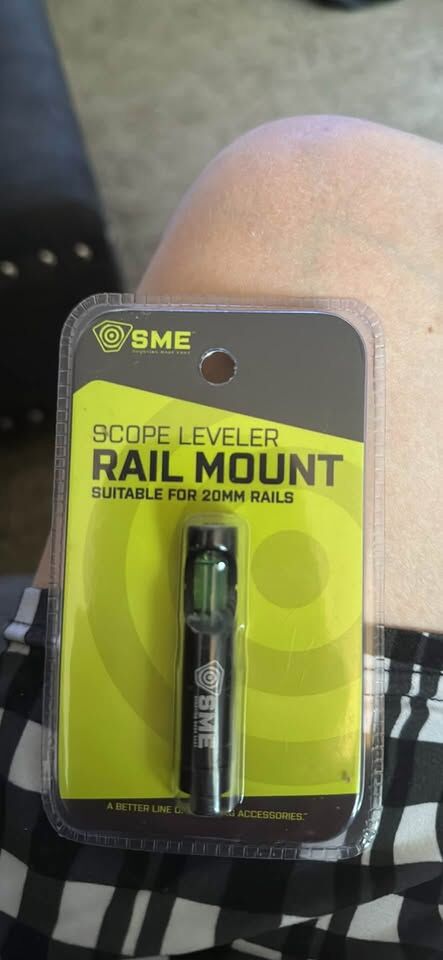 SME
SCOPE LEVELER
RAIL MOUNT
SUITABLE FOR 20MM RAILS
SME
A BETTER LINE ACCESSORIES.